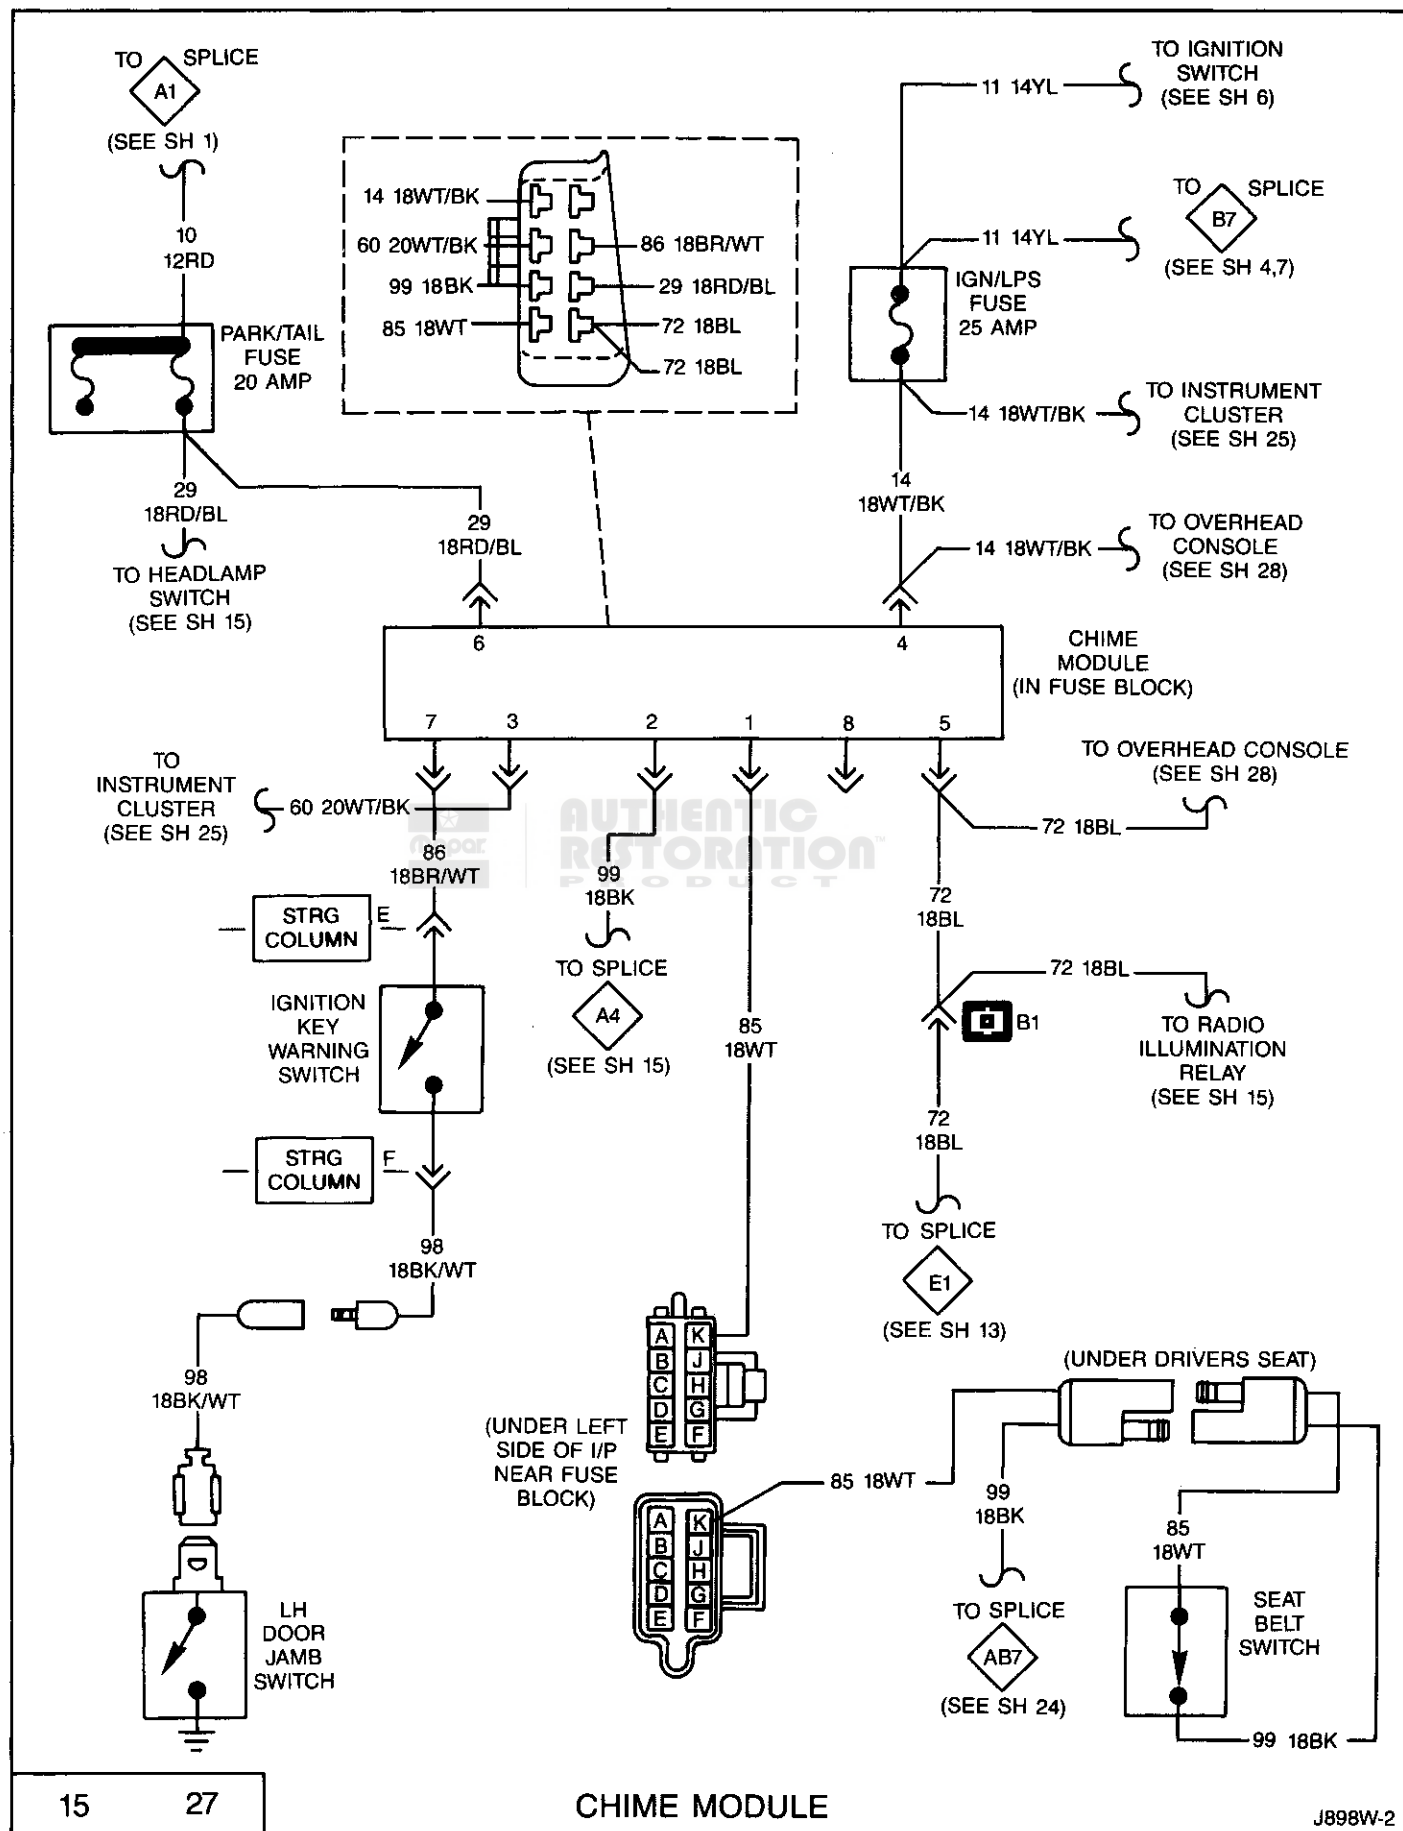 TO SPLICE
A1
(SEE SH 1)
10
12RD
PARK/TAIL
FUSE
20 AMP
29
18RD/BL
TO HEADLAMP
SWITCH
(SEE SH 15)
29
18RD/BL
14 18WT/BK
60 20WT/BK
99 18BK
85 18WT
86 18BR/WT
29 18RD/BL
72 18BL
72 18BL
11 14YL
TO IGNITION
SWITCH
(SEE SH 6)
11 14YL
TO SPLICE
B7
(SEE SH 4,7)
IGN/LPS
FUSE
25 AMP
14 18WT/BK
TO INSTRUMENT
CLUSTER
(SEE SH 25)
14
18WT/BK
14 18WT/BK
TO OVERHEAD
CONSOLE
(SEE SH 28)
6
4
CHIME
MODULE
(IN FUSE BLOCK)
7 3 2 1 8 5
TO
INSTRUMENT
CLUSTER
(SEE SH 25)
60 20WT/BK
86
18BR/WT
mopar
AUTHENTIC
RESTORATION™
PRODUCT
TO OVERHEAD CONSOLE
(SEE SH 28)
72 18BL
STRG
COLUMN
E
99
18BK
TO SPLICE
A4
(SEE SH 15)
72
18BL
72 18BL
B1
TO RADIO
ILLUMINATION
RELAY
(SEE SH 15)
IGNITION
KEY
WARNING
SWITCH
85
18WT
72
18BL
TO SPLICE
E1
(SEE SH 13)
STRG
COLUMN
F
98
18BK/WT
98
18BK/WT
A K
B J
C H
D G
E F
(UNDER LEFT
SIDE OF I/P
NEAR FUSE
BLOCK)
A K
B J
C H
D G
E F
(UNDER DRIVERS SEAT)
85 18WT
99
18BK
TO SPLICE
AB7
(SEE SH 24)
85
18WT
SEAT
BELT
SWITCH
99 18BK
LH
DOOR
JAMB
SWITCH
15 27
CHIME MODULE
J898W-2